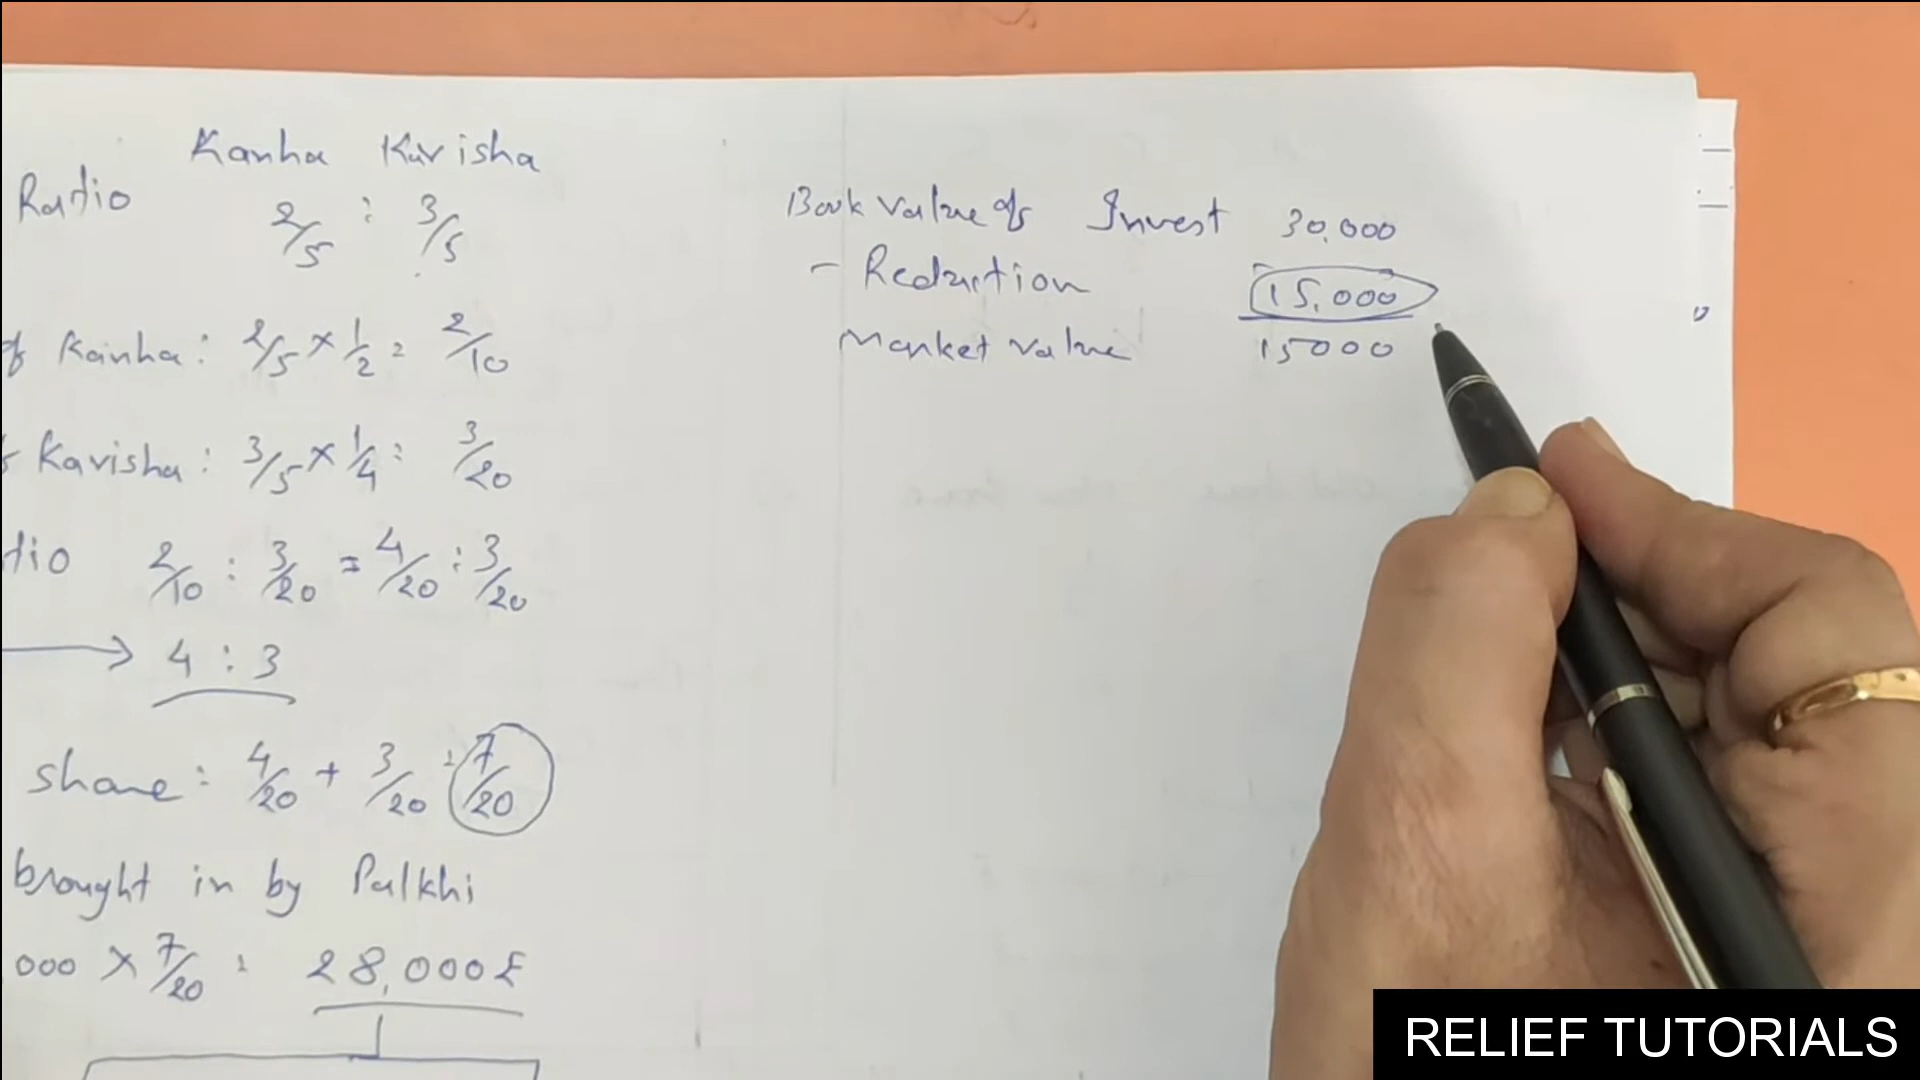 Kanha Kavisha
Ratio 2/5 : 3/5
of Kanha: 2/5 × 1/2 = 2/10
Kavisha: 3/5 × 1/4 = 3/20
tio 2/10 : 3/20 = 4/20 : 3/20
→ 4 : 3
share: 4/20 + 3/20 = 7/20
brought in by Palkhi
000 × 7/20 = 28,000
Book value of Invest 30,000
- Reduction 15,000
Market value 15000
RELIEF TUTORIALS